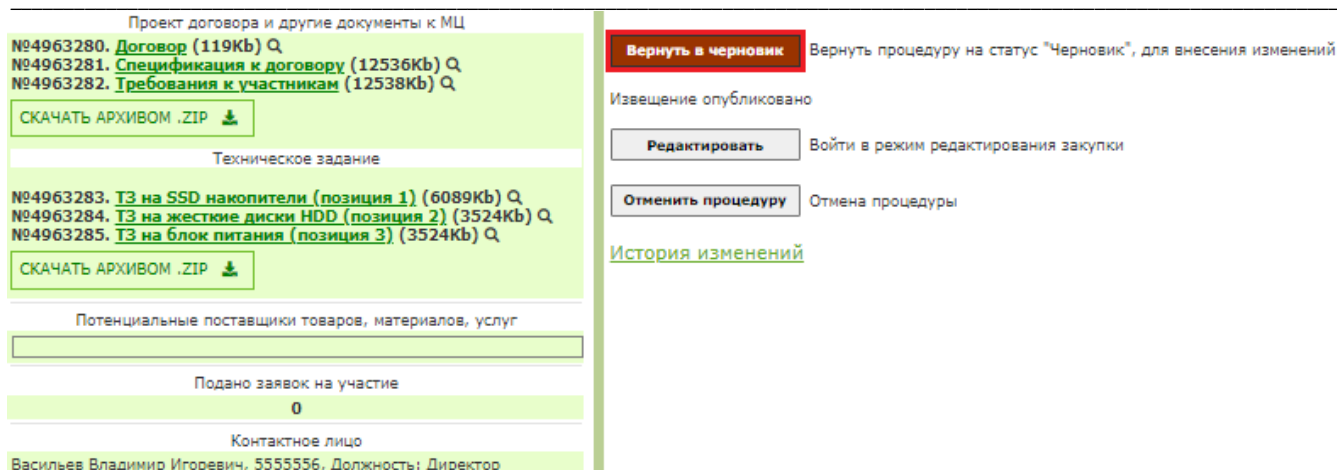 Проект договора и другие документы к МЦ
№4963280. Договор (119Kb)
№4963281. Спецификация к договору (12536Kb)
№4963282. Требования к участникам (12538Kb)
СКАЧАТЬ АРХИВОМ .ZIP
Техническое задание
№4963283. ТЗ на SSD накопители (позиция 1) (6089Kb)
№4963284. ТЗ на жесткие диски HDD (позиция 2) (3524Kb)
№4963285. ТЗ на блок питания (позиция 3) (3524Kb)
СКАЧАТЬ АРХИВОМ .ZIP
Потенциальные поставщики товаров, материалов, услуг
Подано заявок на участие
0
Контактное лицо
Васильев Владимир Игоревич, 5555556, Должность: Директор
Вернуть в черновик Вернуть процедуру на статус "Черновик", для внесения изменений
Извещение опубликовано
Редактировать Войти в режим редактирования закупки
Отменить процедуру Отмена процедуры
История изменений